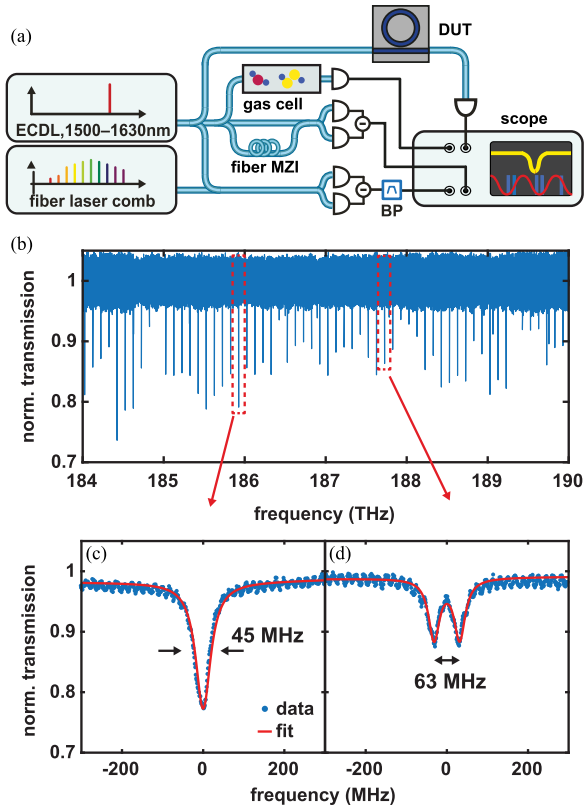 (a)
DUT
gas cell
ECDL,1500–1630nm
scope
fiber MZI
fiber laser comb
BP
(b)
norm. transmission
1
0.9
0.8
0.7
184 185 186 187 188 189 190
frequency (THz)
(c) (d)
norm. transmission
1
0.9
0.8
0.7
45 MHz
63 MHz
data
fit
-200 0 200 -200 0 200
frequency (MHz)